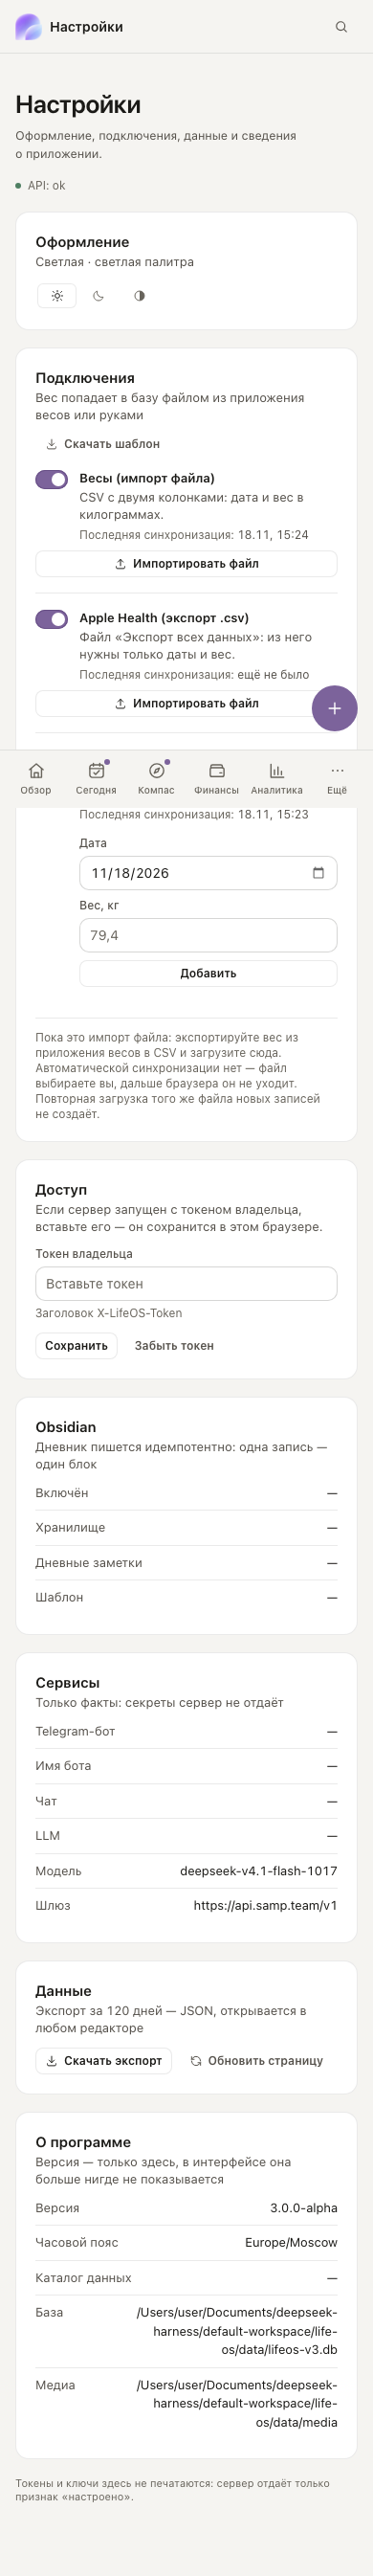 Настройки
Настройки
Оформление, подключения, данные и сведения
о приложении.
API: ok
Оформление
Светлая · светлая палитра
Подключения
Вес попадает в базу файлом из приложения
весов или руками
Скачать шаблон
Весы (импорт файла)
CSV с двумя колонками: дата и вес в
килограммах.
Последняя синхронизация: 18.11, 15:24
Импортировать файл
Apple Health (экспорт .csv)
Файл «Экспорт всех данных»: из него
нужны только даты и вес.
Последняя синхронизация: ещё не было
Импортировать файл
Обзор
Сегодня
Компас
Финансы
Аналитика
Ещё
Последняя синхронизация: 18.11, 15:23
Дата
11/18/2026
Вес, кг
79,4
Добавить
Пока это импорт файла: экспортируйте вес из
приложения весов в CSV и загрузите сюда.
Автоматической синхронизации нет — файл
выбираете вы, дальше браузера он не уходит.
Повторная загрузка того же файла новых записей
не создаёт.
Доступ
Если сервер запущен с токеном владельца,
вставьте его — он сохранится в этом браузере.
Токен владельца
Вставьте токен
Заголовок X-LifeOS-Token
Сохранить
Забыть токен
Obsidian
Дневник пишется идемпотентно: одна запись —
один блок
Включён —
Хранилище —
Дневные заметки —
Шаблон —
Сервисы
Только факты: секреты сервер не отдаёт
Telegram-бот —
Имя бота —
Чат —
LLM —
Модель deepseek-v4.1-flash-1017
Шлюз https://api.samp.team/v1
Данные
Экспорт за 120 дней — JSON, открывается в
любом редакторе
Скачать экспорт
Обновить страницу
О программе
Версия — только здесь, в интерфейсе она
больше нигде не показывается
Версия 3.0.0-alpha
Часовой пояс Europe/Moscow
Каталог данных —
База /Users/user/Documents/deepseek-
harness/default-workspace/life-
os/data/lifeos-v3.db
Медиа /Users/user/Documents/deepseek-
harness/default-workspace/life-
os/data/media
Токены и ключи здесь не печатаются: сервер отдаёт только
признак «настроено».